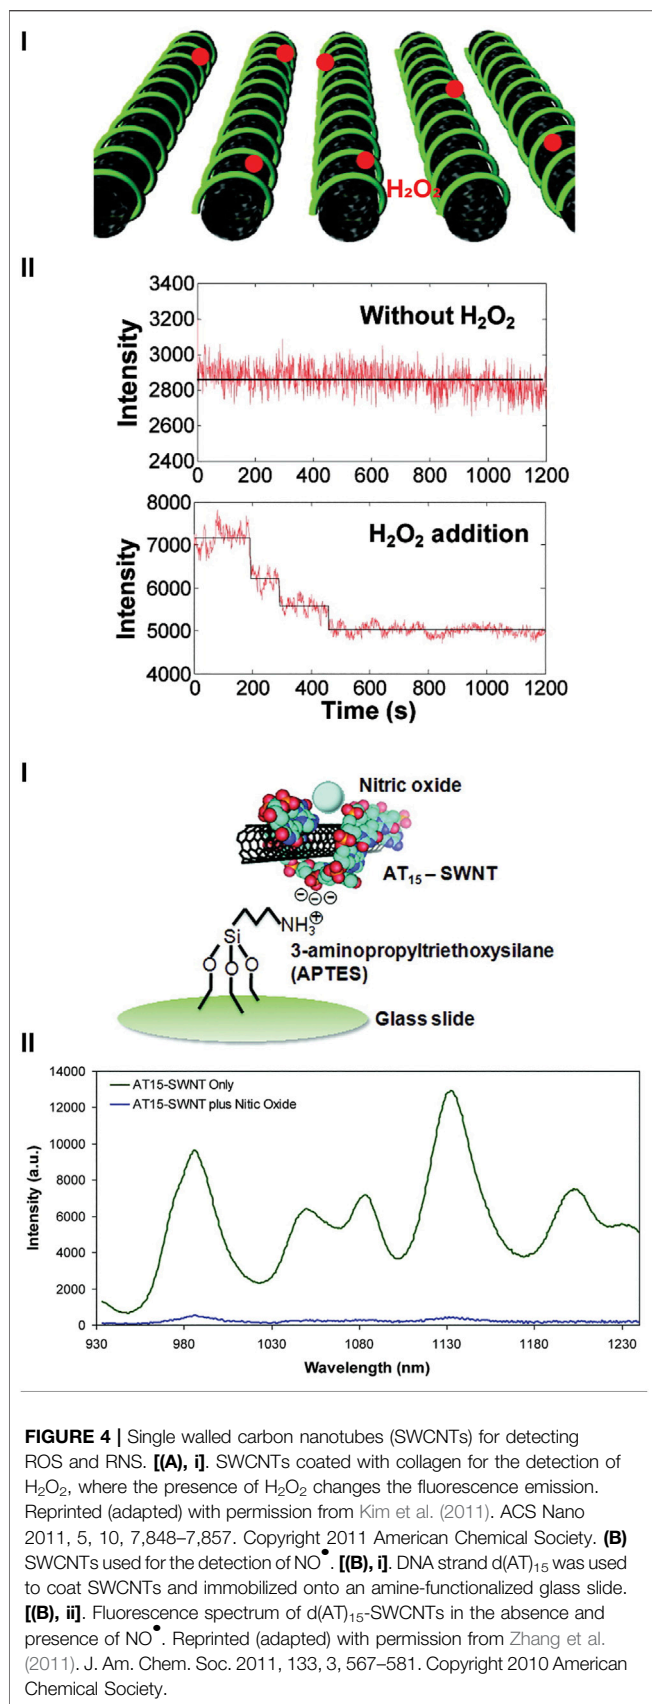 I
H₂O₂
II
3400
3200
3000
2800
2600
2400
Intensity
Without H₂O₂
0 200 400 600 800 1000 1200
8000
7000
6000
5000
4000
Intensity
H₂O₂ addition
0 200 400 600 800 1000 1200
Time (s)
I
Nitric oxide
AT₁₅ – SWNT
NH₃⊕
Si
3-aminopropyltriethoxysilane
(APTES)
O O O
Glass slide
II
14000
12000
10000
8000
6000
4000
2000
0
Intensity (a.u.)
AT15-SWNT Only
AT15-SWNT plus Nitic Oxide
930 980 1030 1080 1130 1180 1230
Wavelength (nm)
FIGURE 4 | Single walled carbon nanotubes (SWCNTs) for detecting
ROS and RNS. [(A), i]. SWCNTs coated with collagen for the detection of
H₂O₂, where the presence of H₂O₂ changes the fluorescence emission.
Reprinted (adapted) with permission from Kim et al. (2011). ACS Nano
2011, 5, 10, 7,848–7,857. Copyright 2011 American Chemical Society. (B)
SWCNTs used for the detection of NO•. [(B), i]. DNA strand d(AT)₁₅ was used
to coat SWCNTs and immobilized onto an amine-functionalized glass slide.
[(B), ii]. Fluorescence spectrum of d(AT)₁₅-SWCNTs in the absence and
presence of NO•. Reprinted (adapted) with permission from Zhang et al.
(2011). J. Am. Chem. Soc. 2011, 133, 3, 567–581. Copyright 2010 American
Chemical Society.